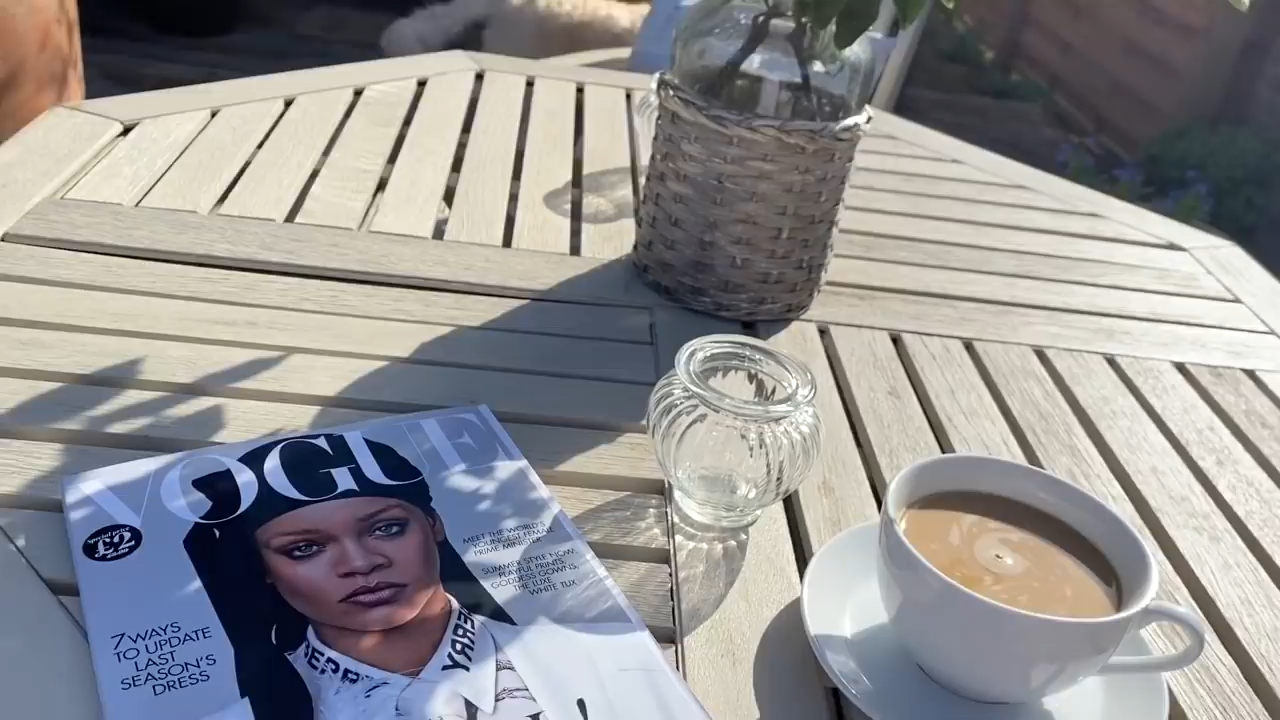 VOGUE
Special price
£2
MEET THE WORLD'S
YOUNGEST FEMALE
PRIME MINISTER
SUMMER STYLE NOW:
PLAYFUL PRINTS,
GODDESS GOWNS,
THE LUXE
WHITE TUX
7 WAYS
TO UPDATE
LAST
SEASON'S
DRESS